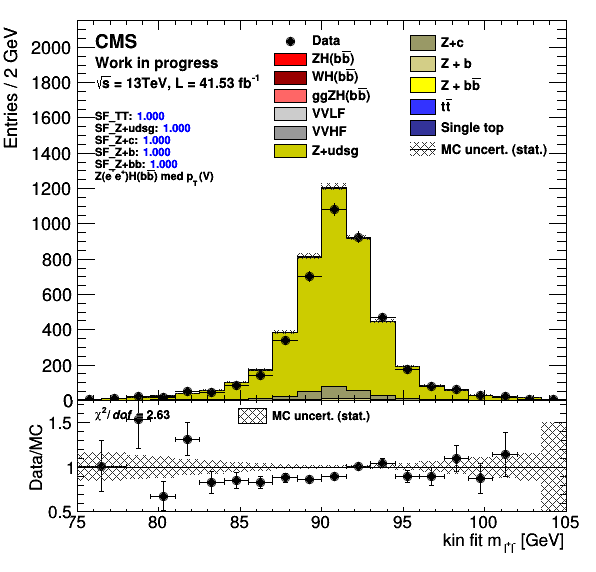 CMS
Work in progress
√s = 13TeV, L = 41.53 fb⁻¹
SF_TT: 1.000
SF_Z+udsg: 1.000
SF_Z+c: 1.000
SF_Z+b: 1.000
SF_Z+bb: 1.000
Z(e⁻e⁺)H(bb̅) med p_T(V)
Data
ZH(bb̅)
WH(bb̅)
ggZH(bb̅)
VVLF
VVHF
Z+udsg
Z+c
Z + b
Z + bb̅
tt̅
Single top
MC uncert. (stat.)
Entries / 2 GeV
2000
1800
1600
1400
1200
1000
800
600
400
200
0
χ²/dof = 2.63
MC uncert. (stat.)
Data/MC
1.5
1
0.5
75 80 85 90 95 100 105
kin fit m_l⁺l⁻ [GeV]